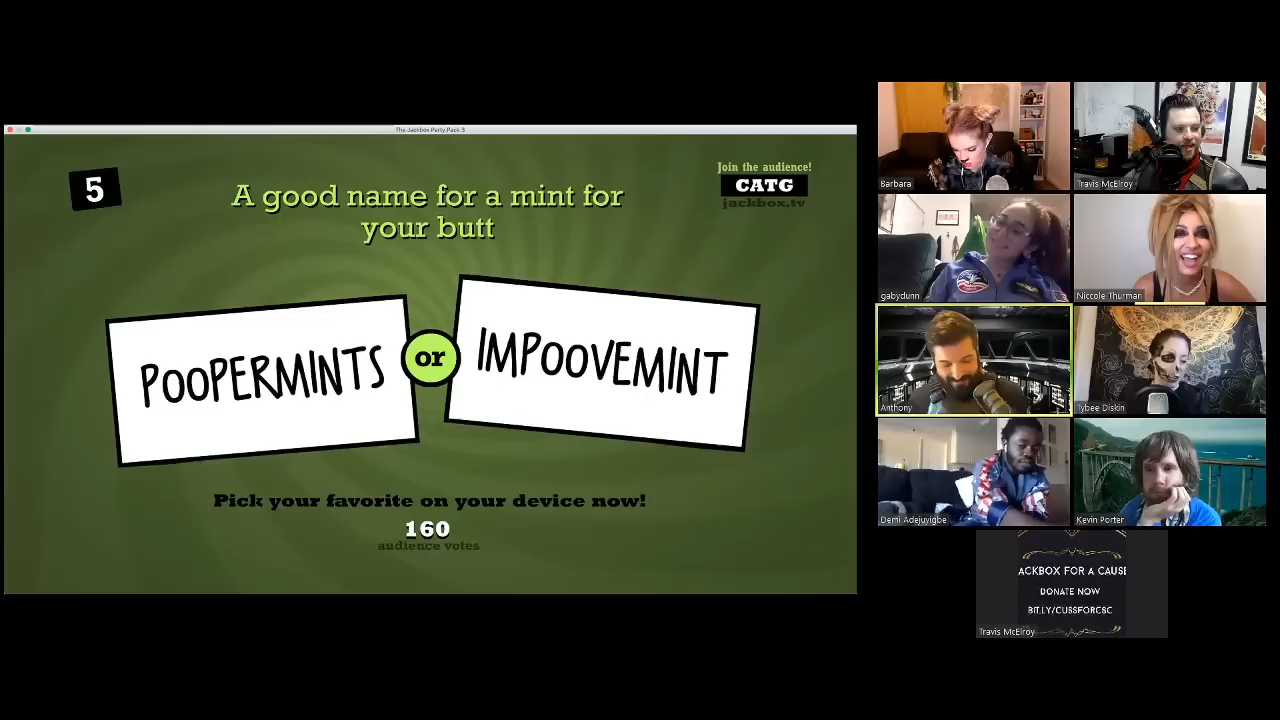 The Jackbox Party Pack 3
5
A good name for a mint for
your butt
Join the audience!
CATG
jackbox.tv
POOPERMINTS
or
IMPOOVEMINT
Pick your favorite on your device now!
160
audience votes
Barbara
Travis McElroy
gabydunn
Niccole Thurman
Anthony
Tybee Diskin
Demi Adejuyigbe
Kevin Porter
ACKBOX FOR A CAUSE
DONATE NOW
BIT.LY/CUSSFORCSC
Travis McElroy